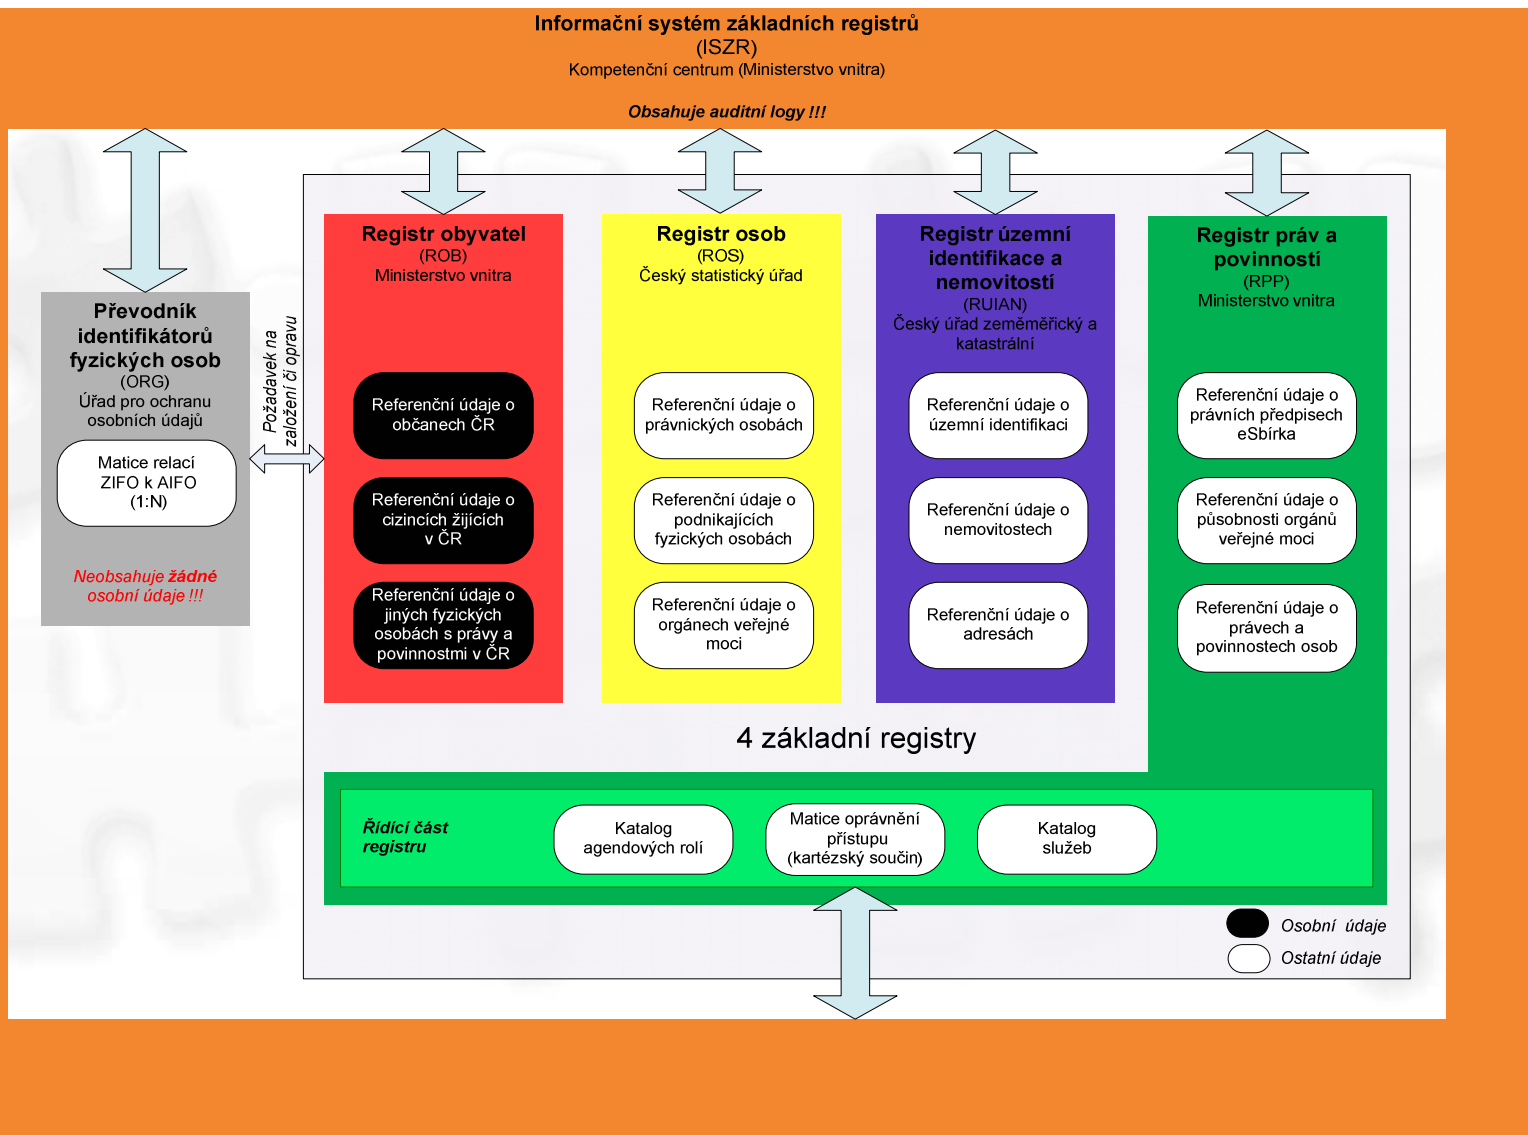 Informační systém základních registrů
(ISZR)
Kompetenční centrum (Ministerstvo vnitra)
Obsahuje auditní logy !!!
Převodník
identifikátorů
fyzických osob
(ORG)
Úřad pro ochranu
osobních údajů
Matice relací
ZIFO k AIFO
(1:N)
Neobsahuje žádné
osobní údaje !!!
Požadavek na
založení či opravu
Registr obyvatel
(ROB)
Ministerstvo vnitra
Referenční údaje o
občanech ČR
Referenční údaje o
cizincích žijících
v ČR
Referenční údaje o
jiných fyzických
osobách s právy a
povinnostmi v ČR
Registr osob
(ROS)
Český statistický úřad
Referenční údaje o
právnických osobách
Referenční údaje o
podnikajících
fyzických osobách
Referenční údaje o
orgánech veřejné
moci
Registr územní
identifikace a
nemovitostí
(RUIAN)
Český úřad zeměměřický a
katastrální
Referenční údaje o
územní identifikaci
Referenční údaje o
nemovitostech
Referenční údaje o
adresách
Registr práv a
povinností
(RPP)
Ministerstvo vnitra
Referenční údaje o
právních předpisech
eSbírka
Referenční údaje o
působnosti orgánů
veřejné moci
Referenční údaje o
právech a
povinnostech osob
4 základní registry
Řídící část
registru
Katalog
agendových rolí
Matice oprávnění
přístupu
(kartézský součin)
Katalog
služeb
Osobní údaje
Ostatní údaje